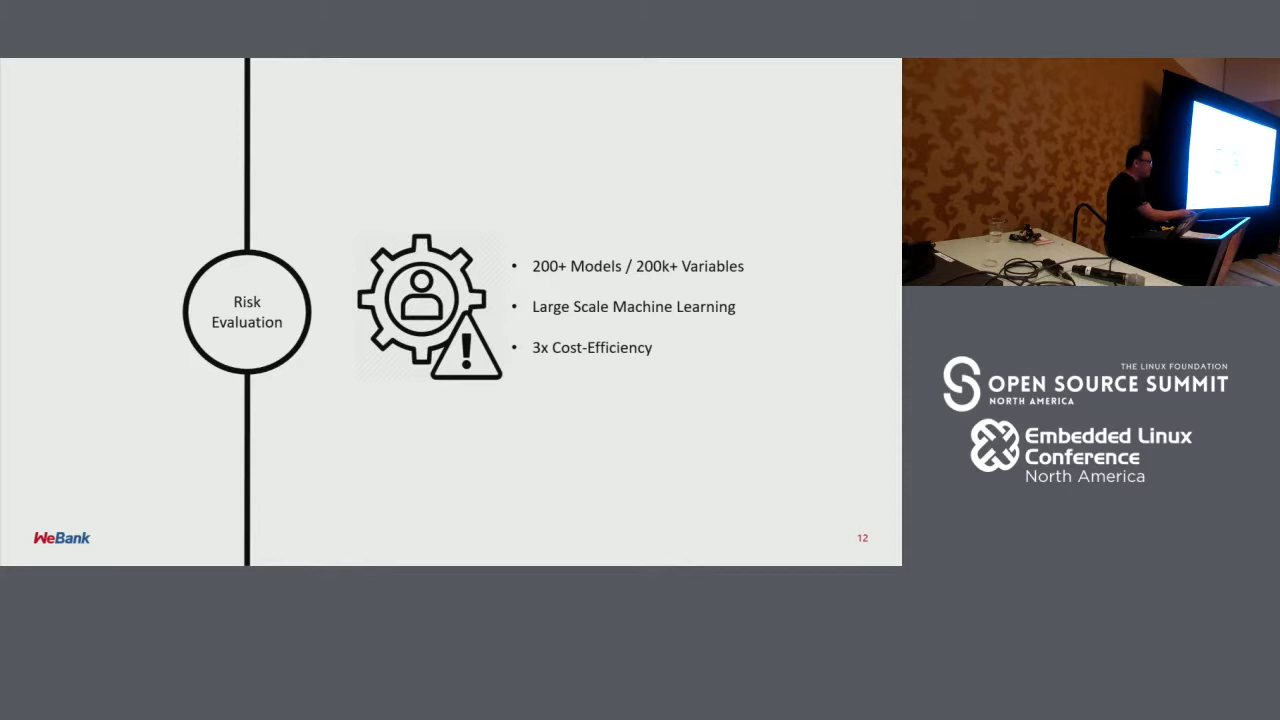 Risk
Evaluation
• 200+ Models / 200k+ Variables
• Large Scale Machine Learning
• 3x Cost-Efficiency
WeBank
12
THE LINUX FOUNDATION
OPEN SOURCE SUMMIT
NORTH AMERICA
Embedded Linux
Conference
North America